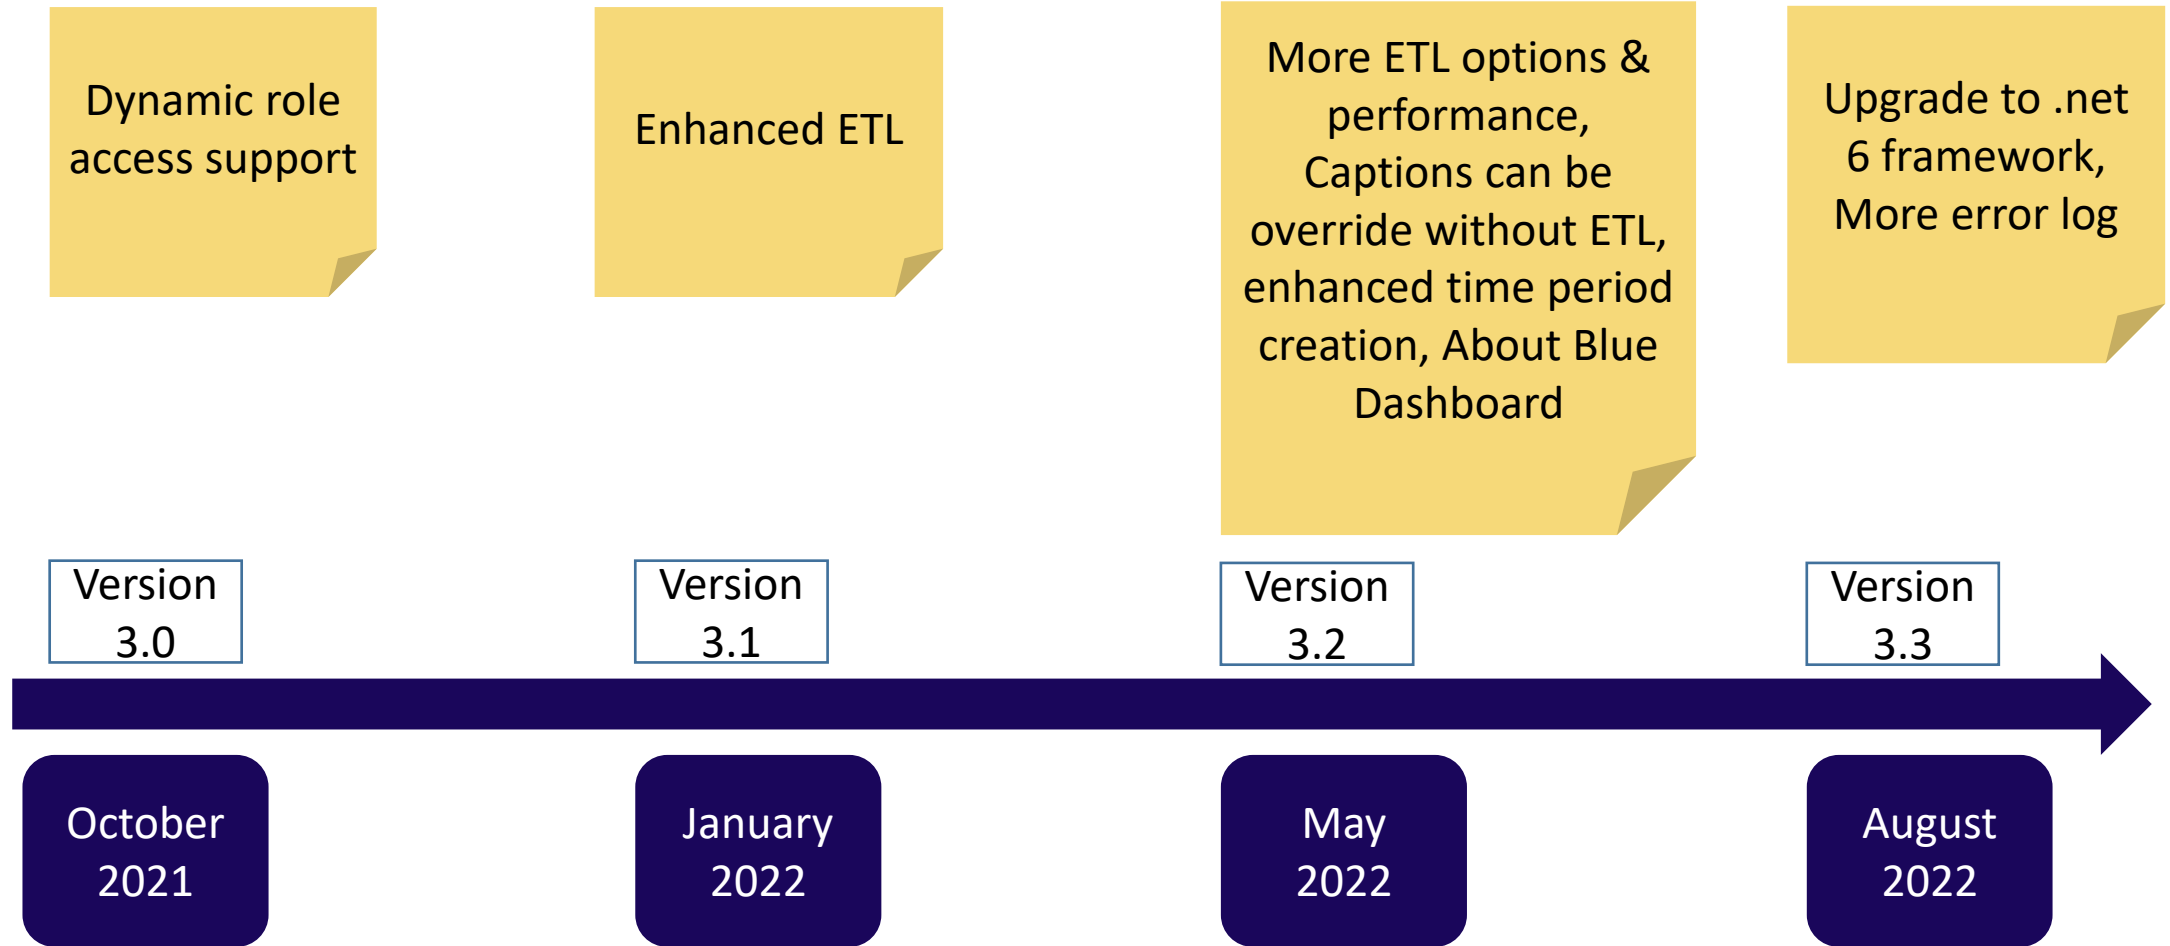 Dynamic role
access support
Enhanced ETL
More ETL options &
performance,
Captions can be
override without ETL,
enhanced time period
creation, About Blue
Dashboard
Upgrade to .net
6 framework,
More error log
Version
3.0
Version
3.1
Version
3.2
Version
3.3
October
2021
January
2022
May
2022
August
2022